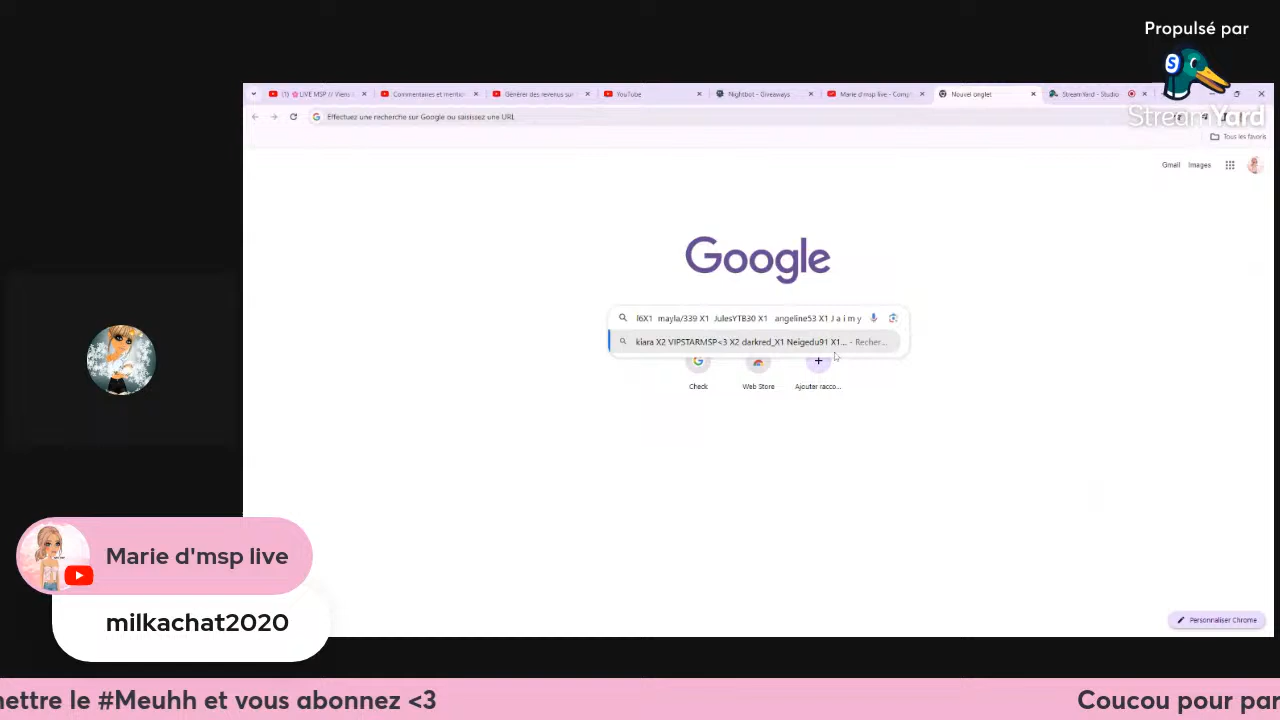 Propulsé par
StreamYard
(1) 🌸LIVE MSP // Viens
Commentaires et mentio
Générer des revenus sur
YouTube
Nightbot - Giveaways
Marie d'msp live - Comp
Nouvel onglet
StreamYard - Studio
Effectuez une recherche sur Google ou saisissez une URL
Tous les favoris
Gmail Images
Google
l6X1 mayla/339 X1 JulesYTB30 X1 angeline53 X1 J a i m y
kiara X2 VIPSTARMSP<3 X2 darkred_X1 Neigedu91 X1... - Recher...
Check
Web Store
Ajouter racco...
Marie d'msp live
milkachat2020
Personnaliser Chrome
mettre le #Meuhh et vous abonnez <3
Coucou pour par